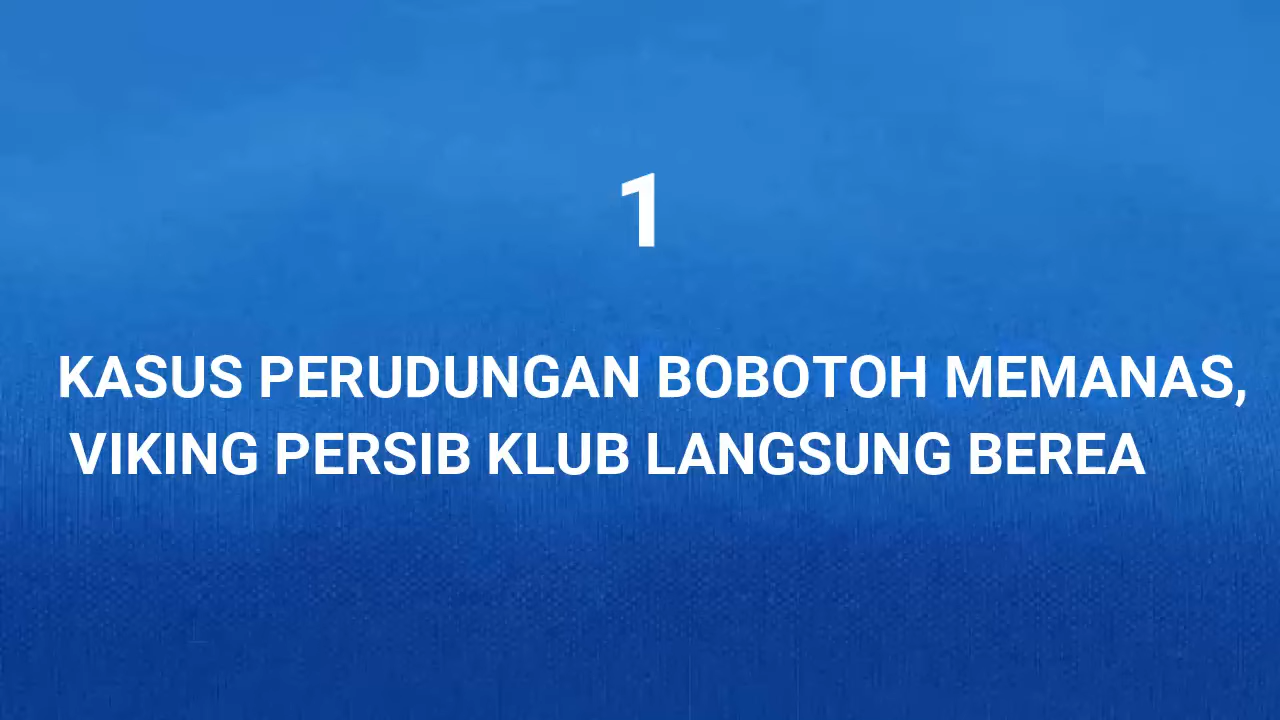 1
KASUS PERUDUNGAN BOBOTOH MEMANAS,
VIKING PERSIB KLUB LANGSUNG BEREA